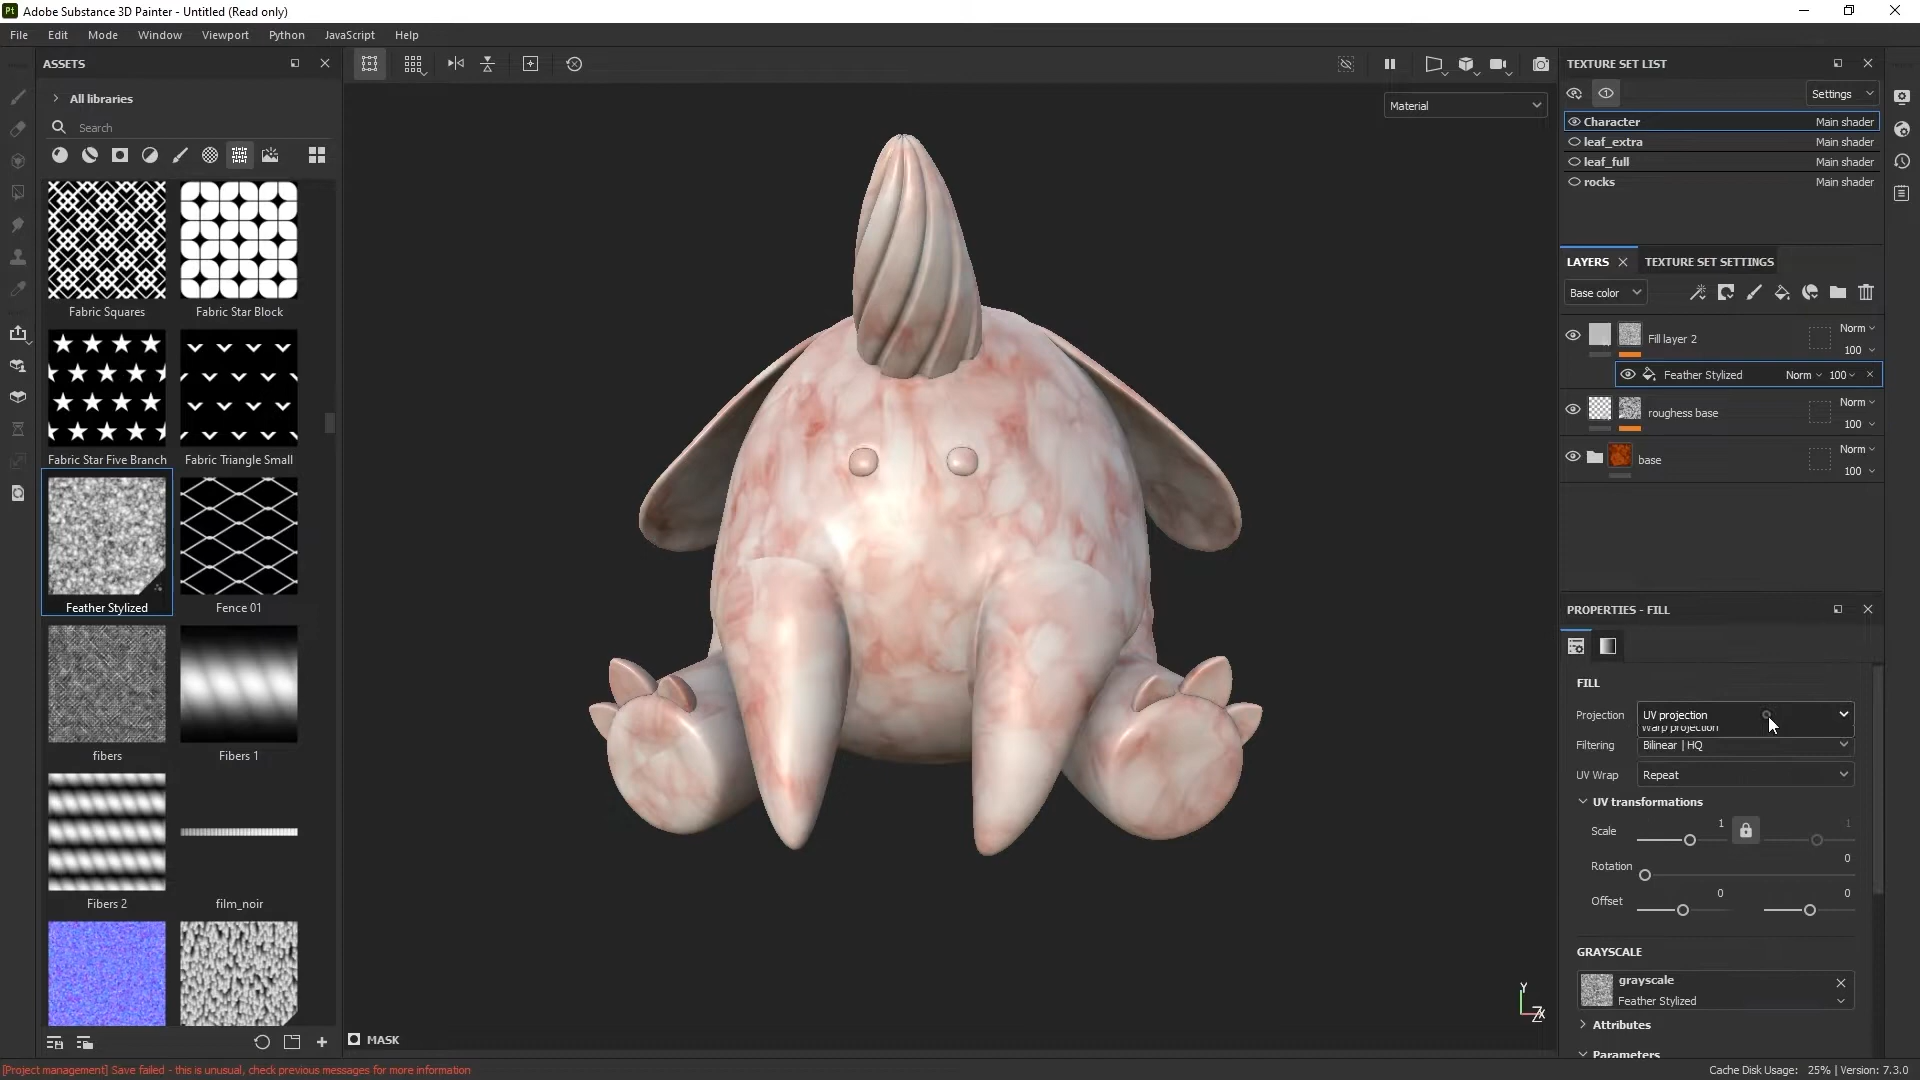 Pt Adobe Substance 3D Painter - Untitled (Read only)
File Edit Mode Window Viewport Python JavaScript Help
ASSETS
All libraries
Search
Fabric Squares
Fabric Star Block
Fabric Star Five Branch
Fabric Triangle Small
Feather Stylized
Fence 01
fibers
Fibers 1
Fibers 2
film_noir
Material
MASK
Y
Z
X
TEXTURE SET LIST
Settings
Character Main shader
leaf_extra Main shader
leaf_full Main shader
rocks Main shader
LAYERS TEXTURE SET SETTINGS
Base color
Fill layer 2 Norm
100
Feather Stylized Norm 100
roughess base Norm
100
base Norm
100
PROPERTIES - FILL
FILL
Projection UV projection
Warp projection
Filtering Bilinear | HQ
UV Wrap Repeat
UV transformations
Scale 1 1
Rotation 0
Offset 0 0
GRAYSCALE
grayscale
Feather Stylized
Attributes
Parameters
[Project management] Save failed - this is unusual, check previous messages for more information
Cache Disk Usage: 25% | Version: 7.3.0